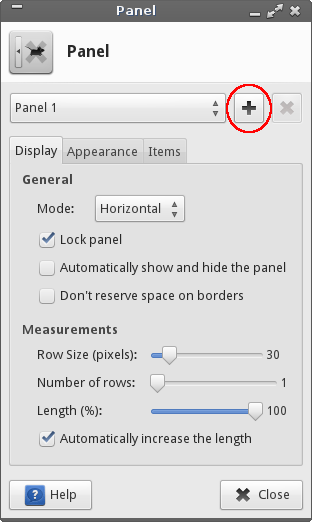 Panel
Panel
Panel 1
Display Appearance Items
General
Mode: Horizontal
Lock panel
Automatically show and hide the panel
Don't reserve space on borders
Measurements
Row Size (pixels): 30
Number of rows: 1
Length (%): 100
Automatically increase the length
? Help Close